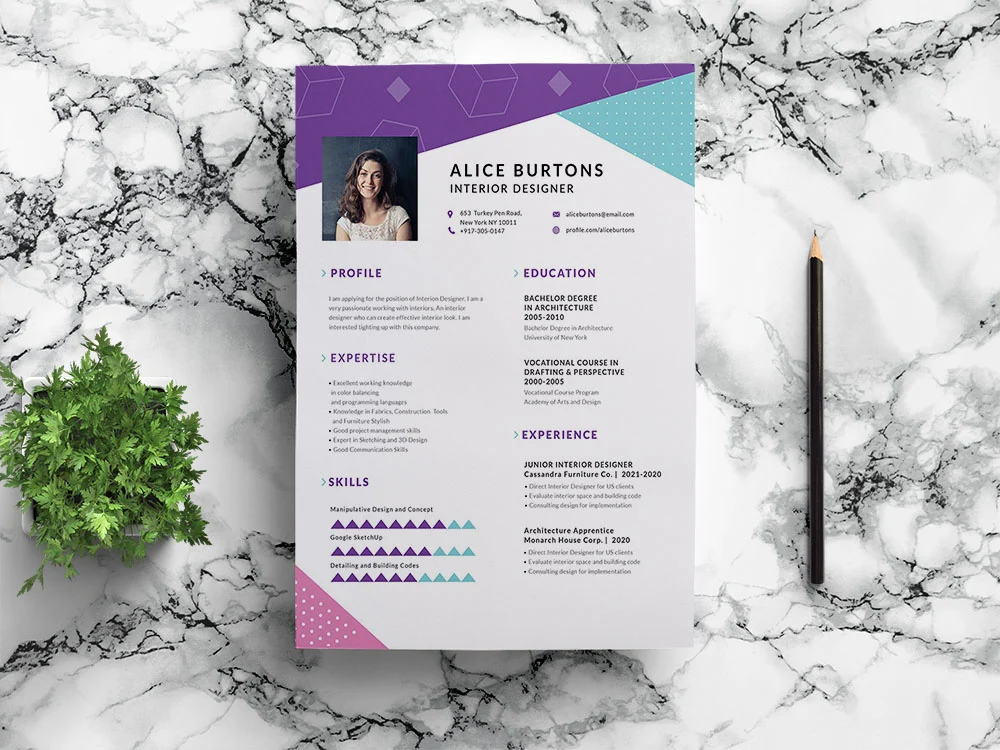 ALICE BURTONS
INTERIOR DESIGNER
653 Turkey Pen Road,
New York NY 10011
+917-305-0147
aliceburtons@email.com
profile.com/aliceburtons
PROFILE
I am applying for the position of Interion Designer, I am a
very passionate working with interiors. An interior
designer who can create effective interior look. I am
interested tighting up with this company.
EXPERTISE
• Excellent working knowledge
in color balancing
and programming languages
• Knowledge in Fabrics, Construction Tools
and Furniture Stylish
• Good project management skills
• Expert in Sketching and 3D Design
• Good Communication Skills
SKILLS
Manipulative Design and Concept
Google SketchUp
Detailing and Building Codes
EDUCATION
BACHELOR DEGREE
IN ARCHITECTURE
2005-2010
Bachelor Degree in Architecture
University of New York
VOCATIONAL COURSE IN
DRAFTING & PERSPECTIVE
2000-2005
Vocational Course Program
Academy of Arts and Design
EXPERIENCE
JUNIOR INTERIOR DESIGNER
Cassandra Furniture Co. | 2021-2020
• Direct Interior Designer for US clients
• Evaluate interior space and building code
• Consulting design for implementation
Architecture Apprentice
Monarch House Corp. | 2020
• Direct Interior Designer for US clients
• Evaluate interior space and building code
• Consulting design for implementation